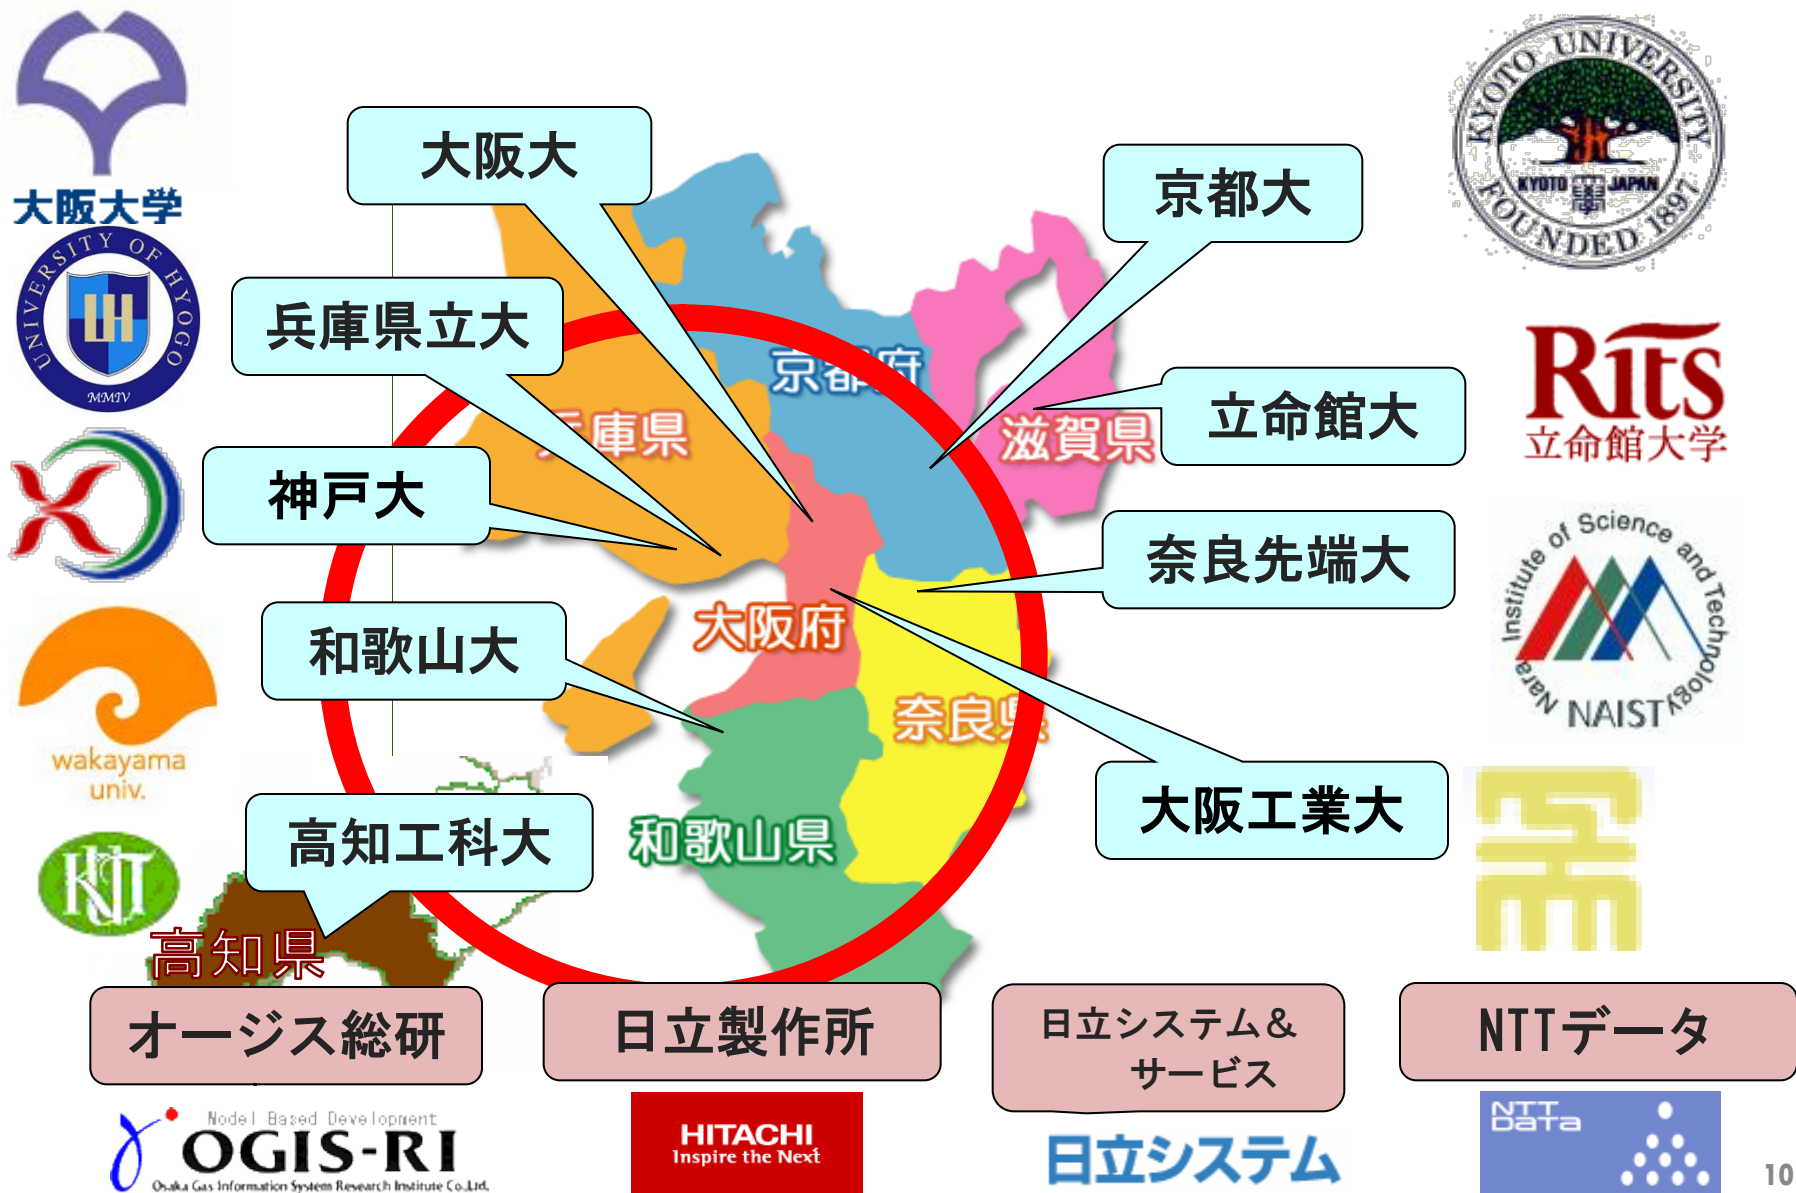 大阪大学
UNIVERSITY OF HYOGO
MMIV
wakayama
univ.
KUT
大阪大
兵庫県立大
神戸大
和歌山大
高知工科大
京都大
立命館大
奈良先端大
大阪工業大
京都府
兵庫県
滋賀県
大阪府
奈良県
和歌山県
高知県
KYOTO UNIVERSITY
KYOTO JAPAN
FOUNDED 1897
Rits
立命館大学
Nara Institute of Science and Technology
NAIST
オージス総研
日立製作所
日立システム＆
サービス
NTTデータ
Model Based Development
OGIS-RI
Osaka Gas Information System Research Institute Co.,Ltd.
HITACHI
Inspire the Next
日立システム
NTT
Data
10